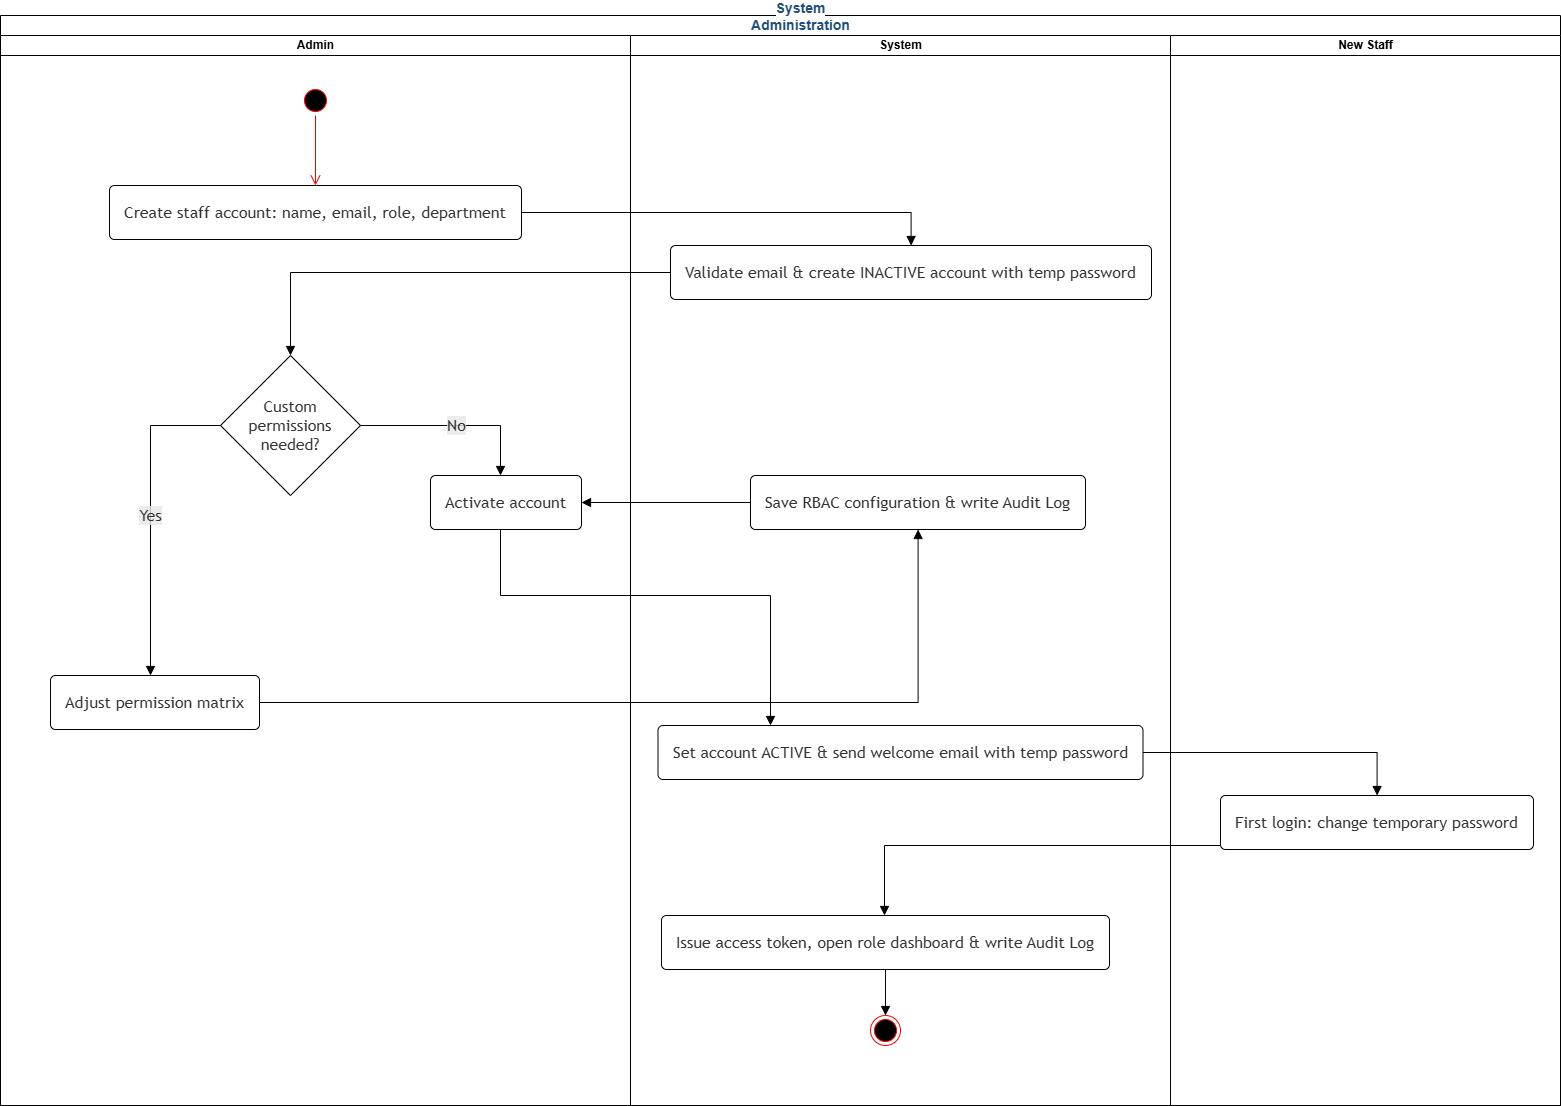 System
Administration
Admin
System
New Staff
Create staff account: name, email, role, department
Validate email & create INACTIVE account with temp password
Custom
permissions
needed?
No
Yes
Activate account
Save RBAC configuration & write Audit Log
Adjust permission matrix
Set account ACTIVE & send welcome email with temp password
First login: change temporary password
Issue access token, open role dashboard & write Audit Log